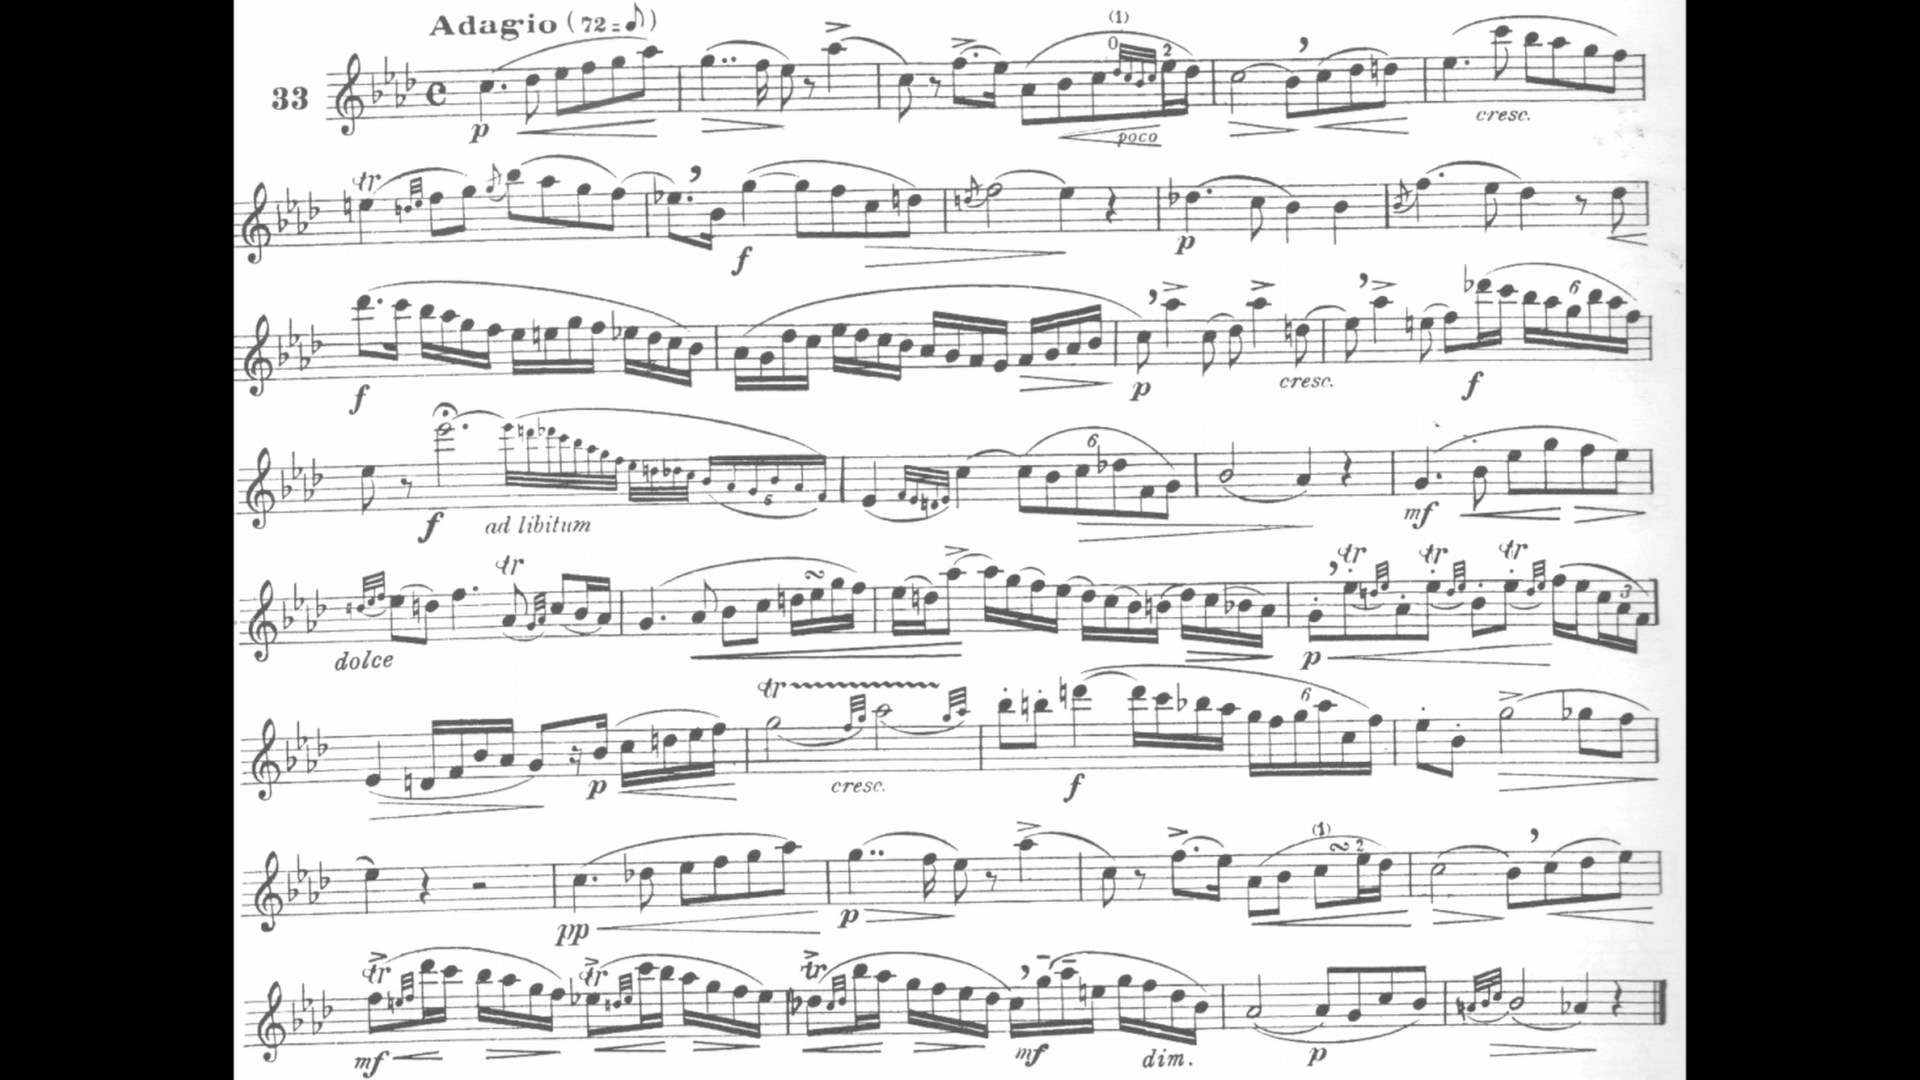 Adagio (72=♪)
33
(1)
0 2
p poco cresc.
tr
f p
6
f p cresc. f
6
f ad libitum 6 mf
tr tr tr tr
3
dolce p
tr
6
p cresc. f
(1)
2
pp p
tr tr tr
mf mf dim. p